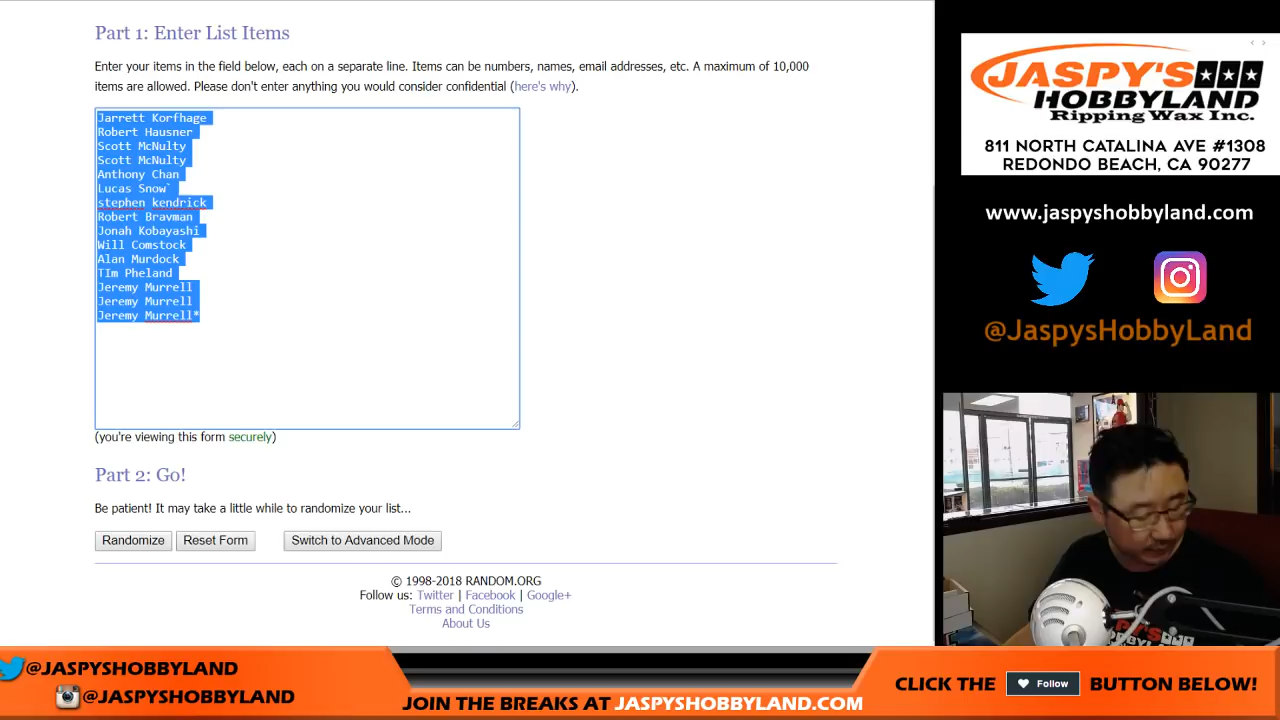 Part 1: Enter List Items
Enter your items in the field below, each on a separate line. Items can be numbers, names, email addresses, etc. A maximum of 10,000
items are allowed. Please don't enter anything you would consider confidential (here's why).
Jarrett Korfhage
Robert Hausner
Scott McNulty
Scott McNulty
Anthony Chan
Lucas Snow`
stephen kendrick
Robert Bravman
Jonah Kobayashi
Will Comstock
Alan Murdock
TIm Pheland
Jeremy Murrell
Jeremy Murrell
Jeremy Murrell*
(you're viewing this form securely)
Part 2: Go!
Be patient! It may take a little while to randomize your list...
Randomize
Reset Form
Switch to Advanced Mode
© 1998-2018 RANDOM.ORG
Follow us: Twitter | Facebook | Google+
Terms and Conditions
About Us
JASPY'S
HOBBYLAND
Ripping Wax Inc.
811 NORTH CATALINA AVE #1308
REDONDO BEACH, CA 90277
www.jaspyshobbyland.com
@JaspysHobbyLand
JASPY'S
HOBBYLAND
@JASPYSHOBBYLAND
@JASPYSHOBBYLAND
JOIN THE BREAKS AT JASPYSHOBBYLAND.COM
CLICK THE Follow BUTTON BELOW!